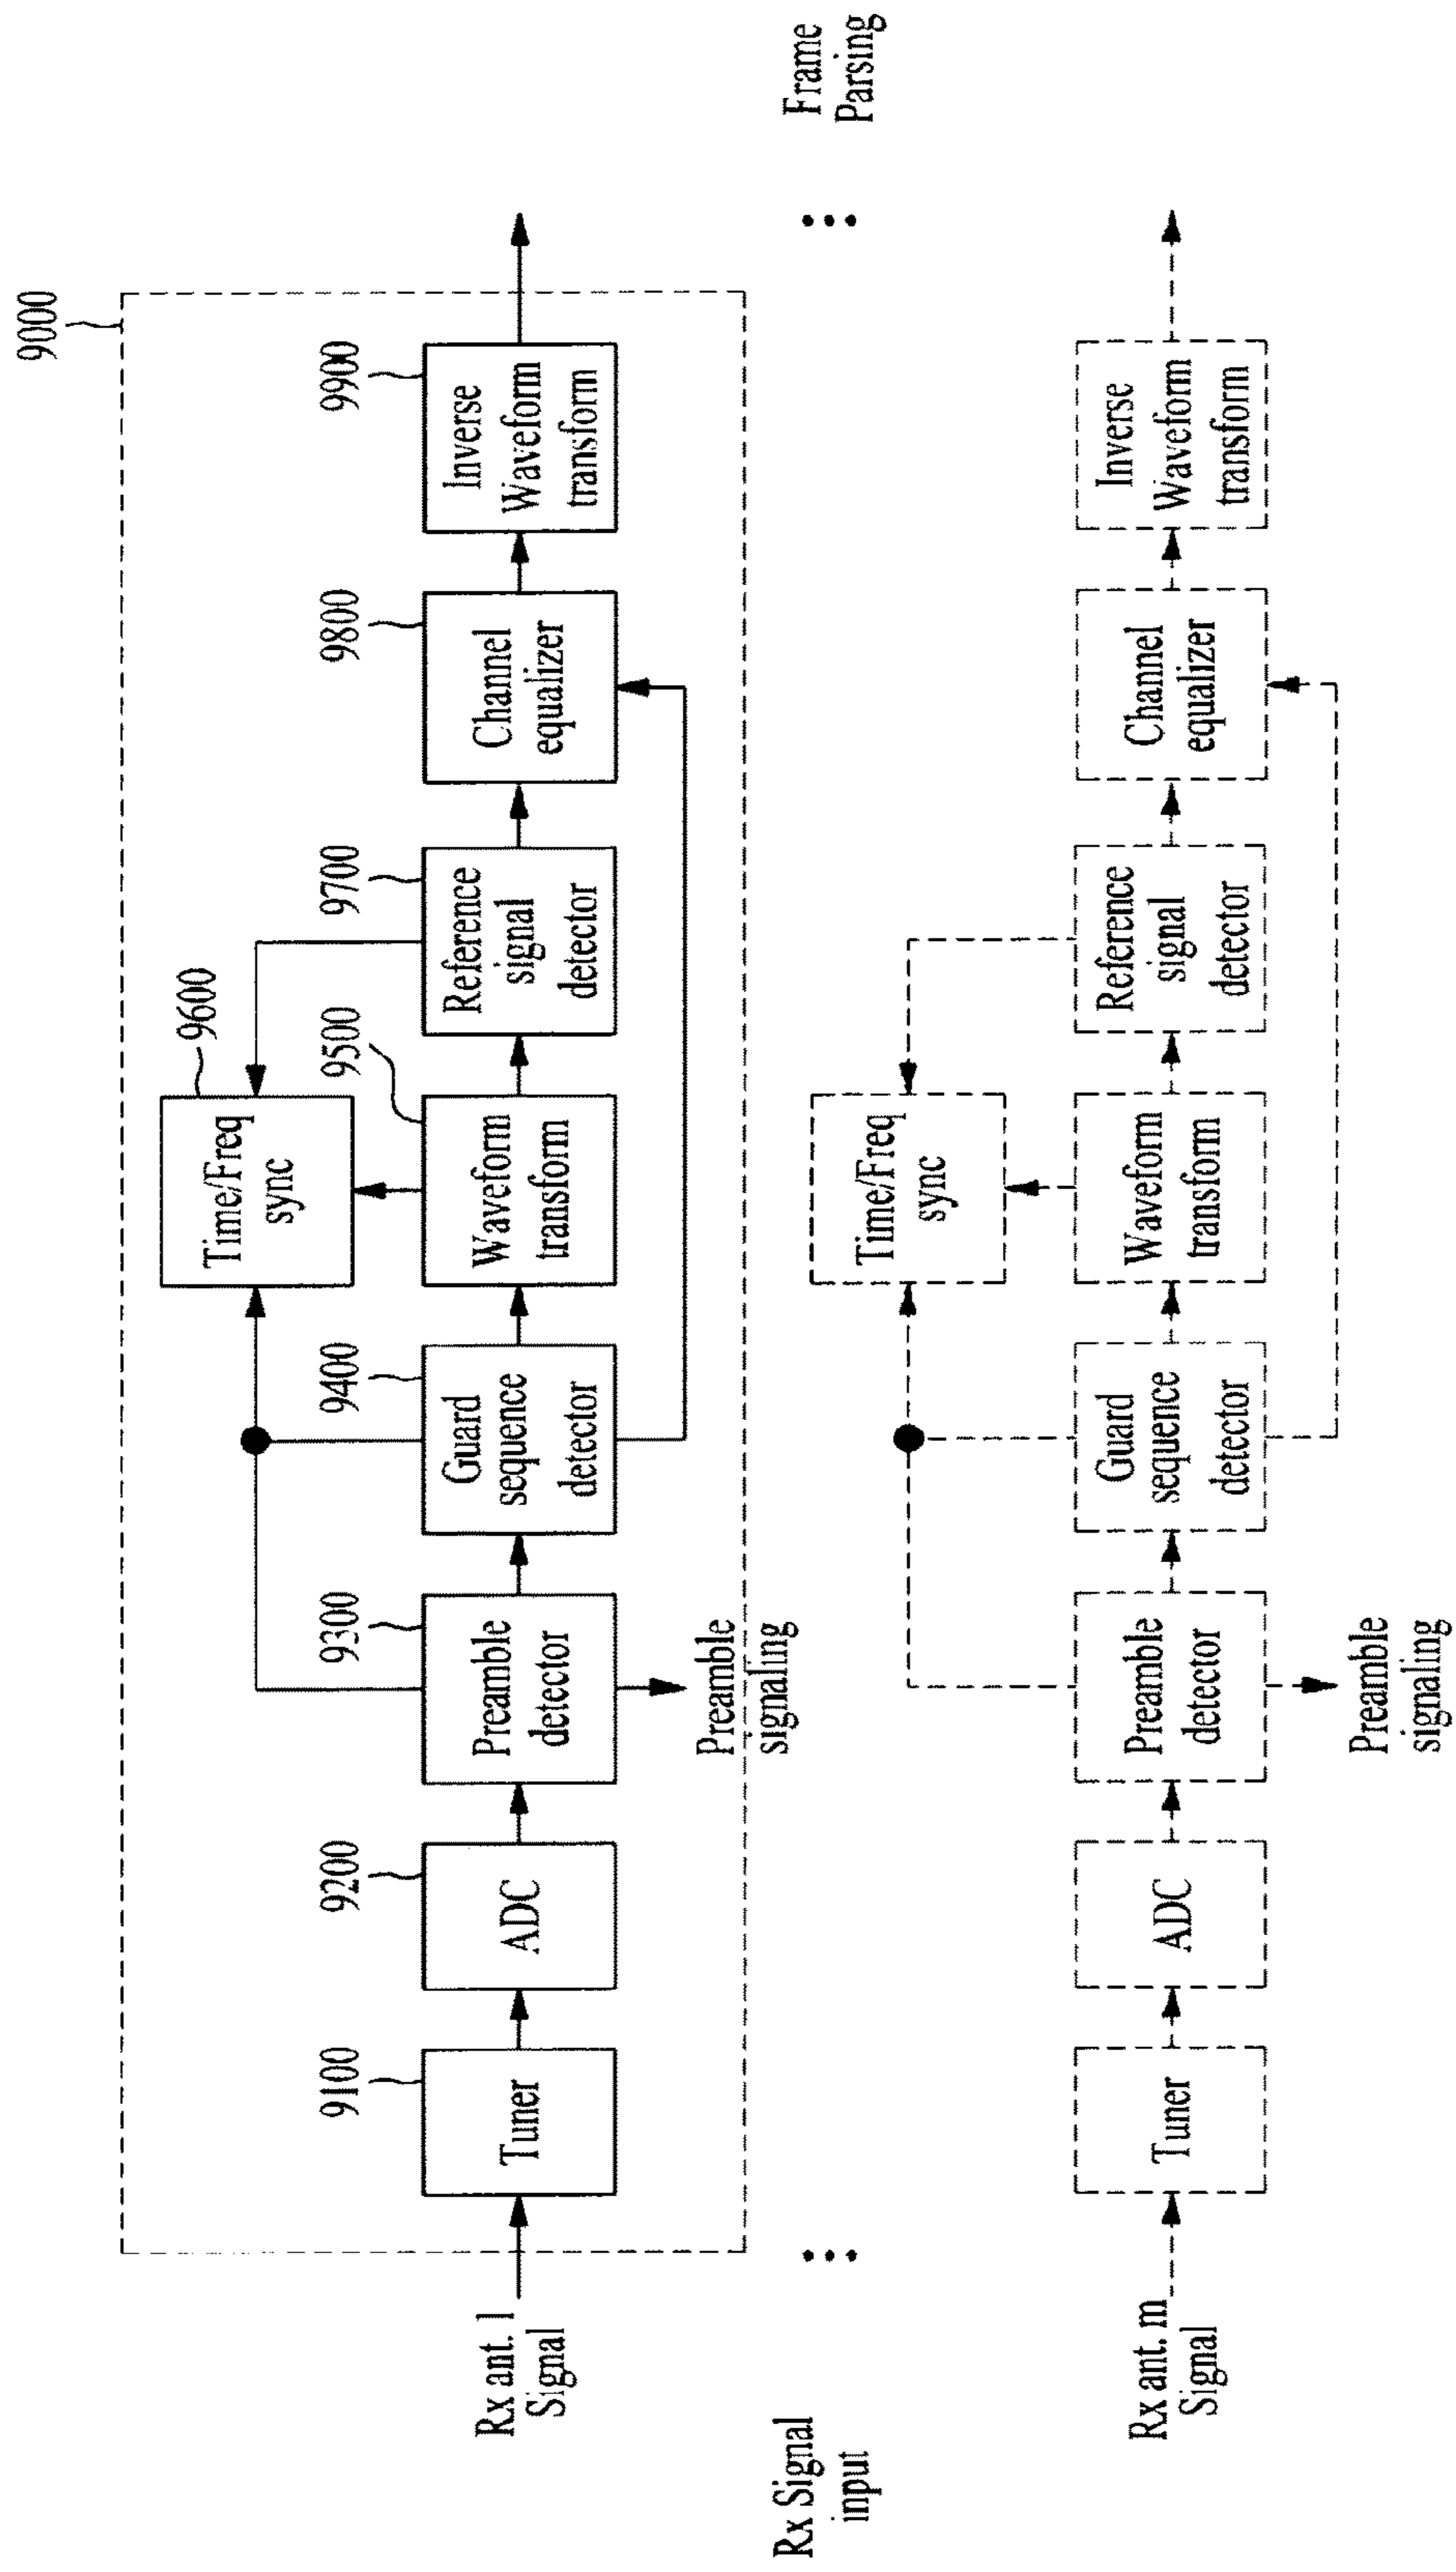 9000
9600
9100
9200
9300
9400
9500
9700
9800
9900
Time/Freq
sync
Rx ant. 1
Signal
Tuner
ADC
Preamble
detector
Guard
sequence
detector
Waveform
transform
Reference
signal
detector
Channel
equalizer
Inverse
Waveform
transform
Preamble
signaling
Rx Signal
input
Frame
Parsing
Time/Freq
sync
Rx ant. m
Signal
Tuner
ADC
Preamble
detector
Guard
sequence
detector
Waveform
transform
Reference
signal
detector
Channel
equalizer
Inverse
Waveform
transform
Preamble
signaling